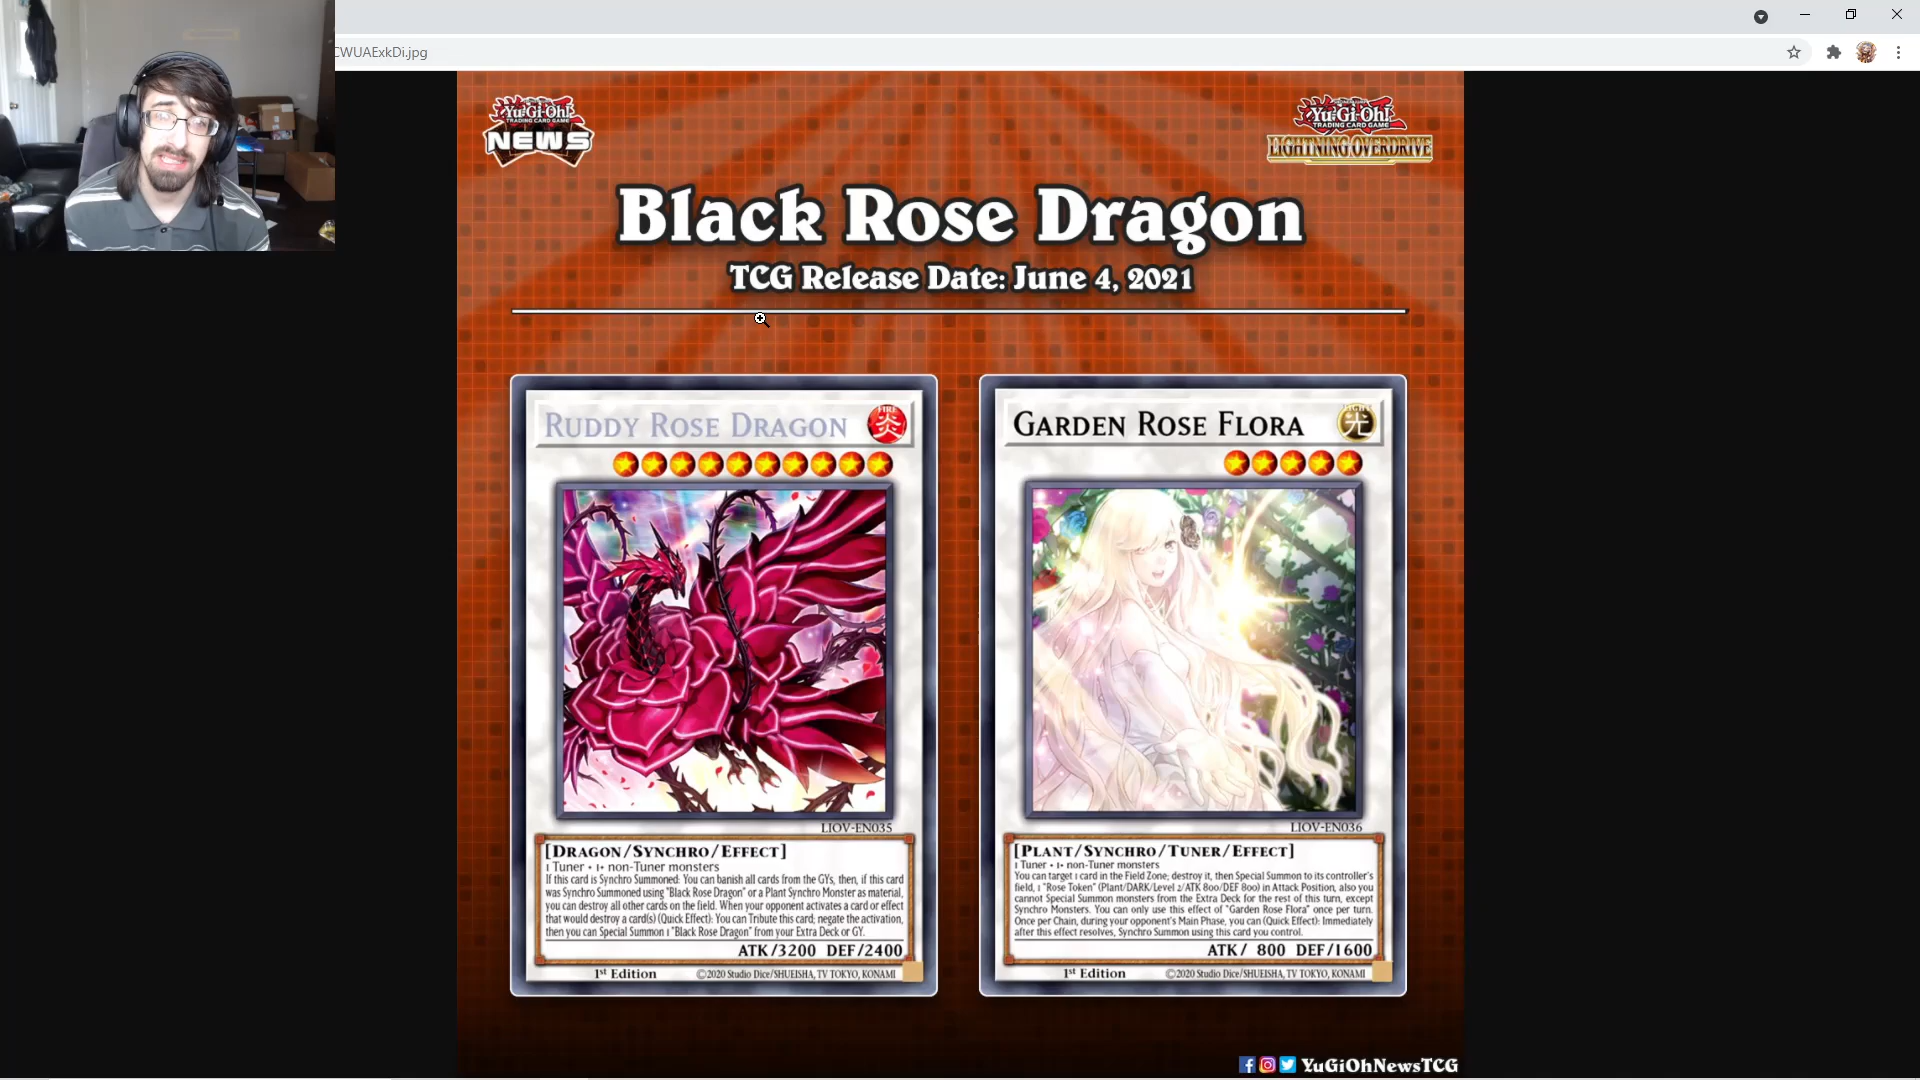 CWUAExkDi.jpg
Yu-Gi-Oh!
TRADING CARD GAME
NEWS
Yu-Gi-Oh!
TRADING CARD GAME
LIGHTNING OVERDRIVE
Black Rose Dragon
TCG Release Date: June 4, 2021
RUDDY ROSE DRAGON
FIRE
炎
LIOV-EN035
[DRAGON/SYNCHRO/EFFECT]
1 Tuner + 1+ non-Tuner monsters
If this card is Synchro Summoned: You can banish all cards from the GYs, then, if this card
was Synchro Summoned using "Black Rose Dragon" or a Plant Synchro Monster as material,
you can destroy all other cards on the field. When your opponent activates a card or effect
that would destroy a card(s) (Quick Effect): You can Tribute this card; negate the activation,
then you can Special Summon 1 "Black Rose Dragon" from your Extra Deck or GY.
ATK/3200 DEF/2400
1st Edition ©2020 Studio Dice/SHUEISHA, TV TOKYO, KONAMI
GARDEN ROSE FLORA
LIGHT
光
LIOV-EN036
[PLANT/SYNCHRO/TUNER/EFFECT]
1 Tuner + 1+ non-Tuner monsters
You can target 1 card in the Field Zone; destroy it, then Special Summon to its controller's
field, 1 "Rose Token" (Plant/DARK/Level 2/ATK 800/DEF 800) in Attack Position, also you
cannot Special Summon monsters from the Extra Deck for the rest of this turn, except
Synchro Monsters. You can only use this effect of "Garden Rose Flora" once per turn.
Once per Chain, during your opponent's Main Phase, you can (Quick Effect): Immediately
after this effect resolves, Synchro Summon using this card you control.
ATK/ 800 DEF/1600
1st Edition ©2020 Studio Dice/SHUEISHA, TV TOKYO, KONAMI
YuGiOhNewsTCG